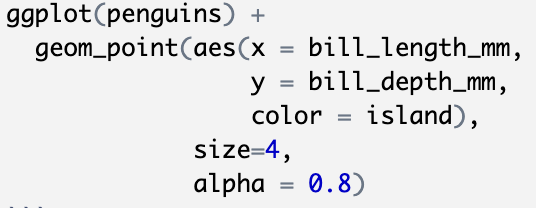 ggplot(penguins) +
geom_point(aes(x = bill_length_mm,
y = bill_depth_mm,
color = island),
size=4,
alpha = 0.8)